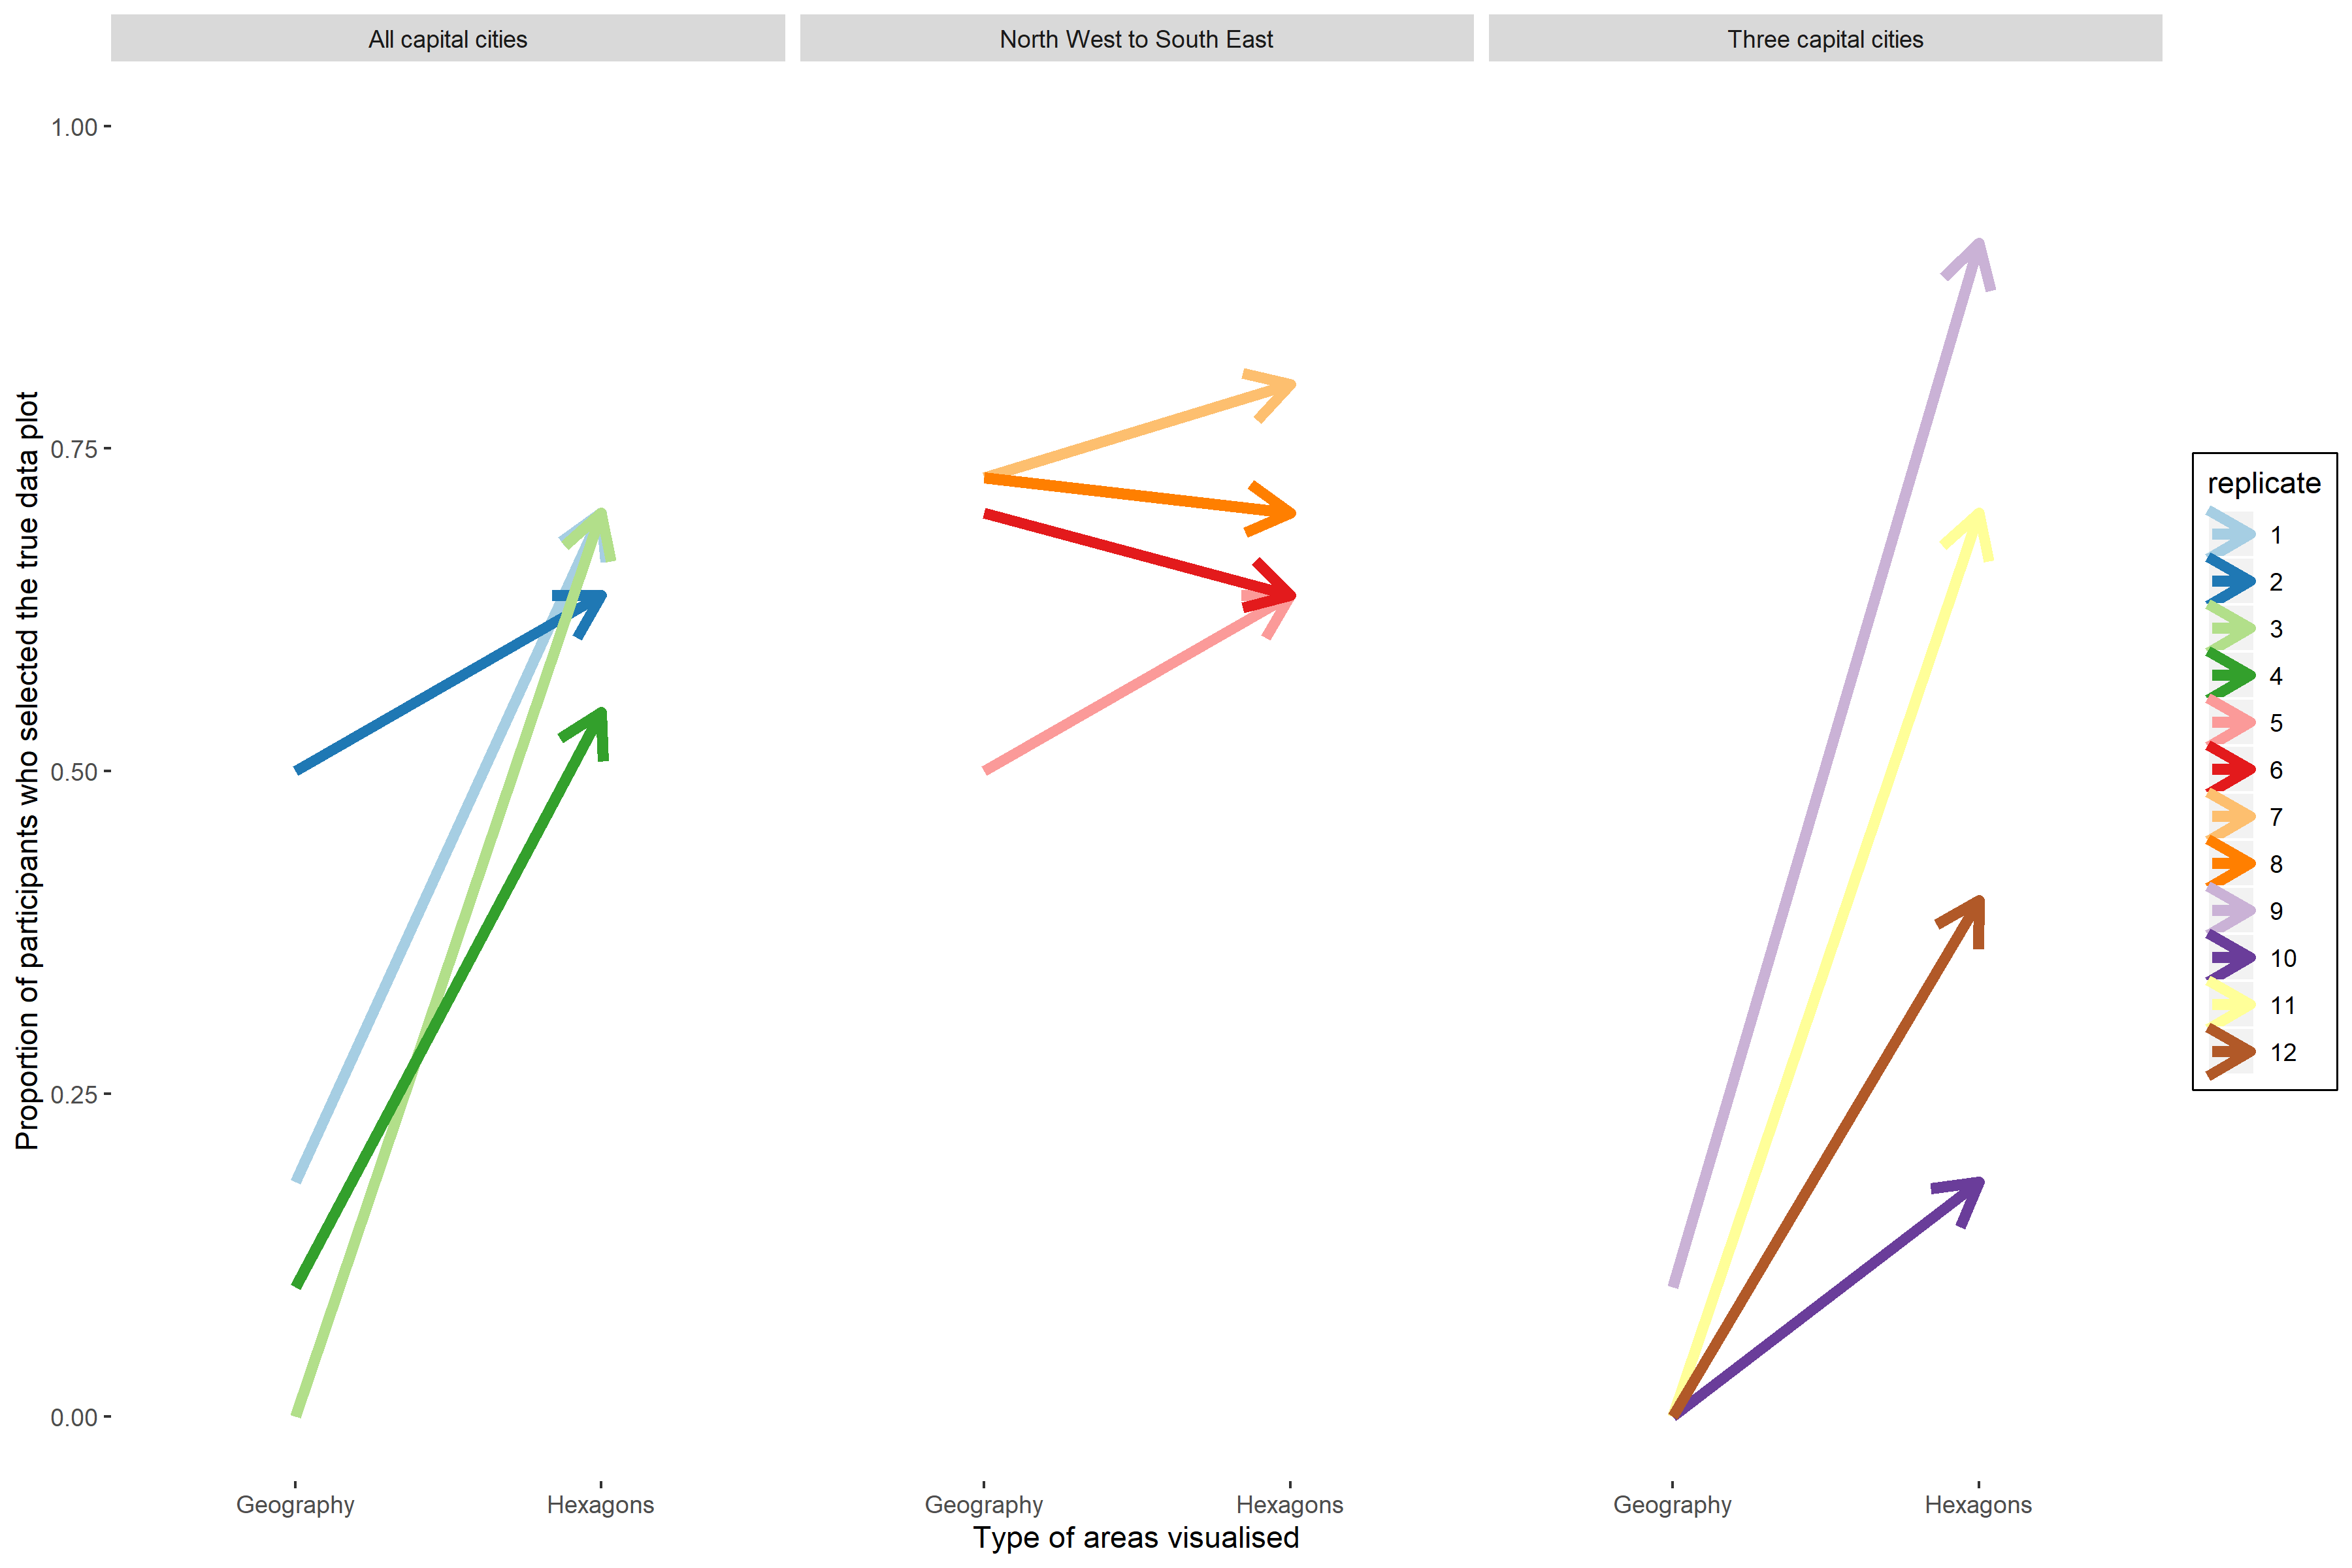 All capital cities
North West to South East
Three capital cities
Proportion of participants who selected the true data plot
1.00
0.75
0.50
0.25
0.00
Geography
Hexagons
Geography
Hexagons
Geography
Hexagons
Type of areas visualised
replicate
1
2
3
4
5
6
7
8
9
10
11
12